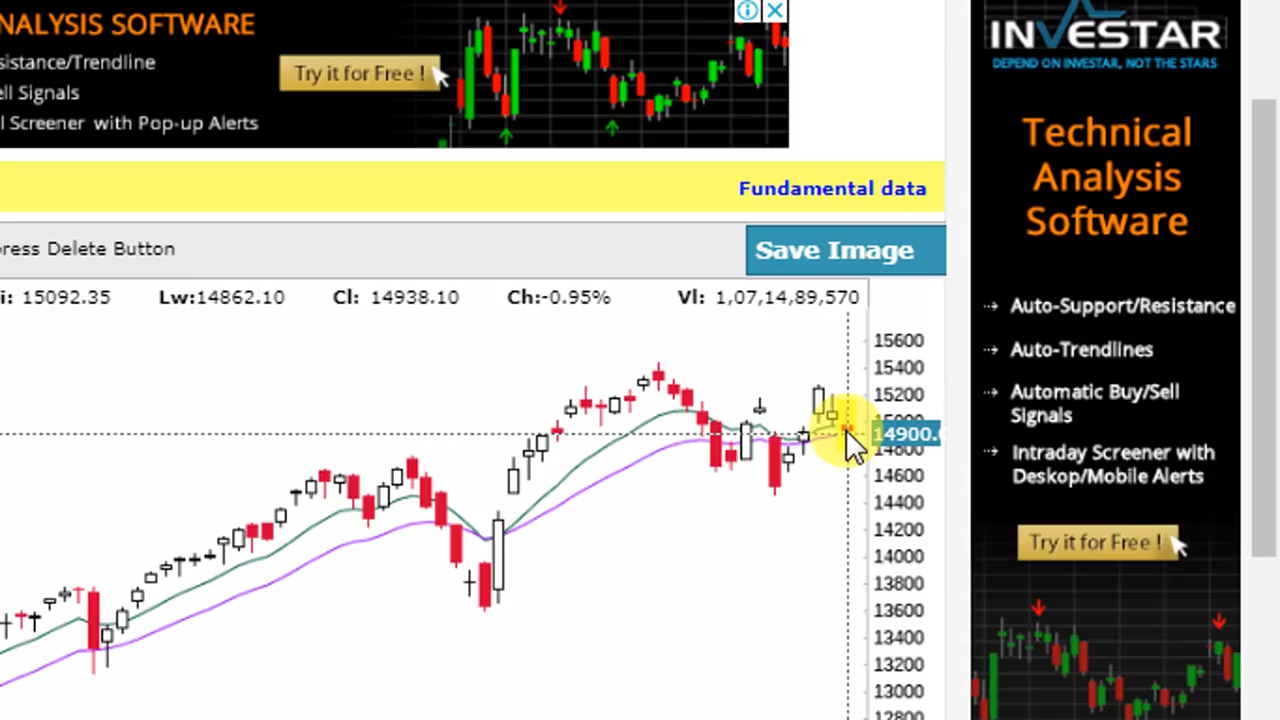 NALYSIS SOFTWARE
sistance/Trendline
ell Signals
l Screener with Pop-up Alerts
Try it for Free !
Fundamental data
ress Delete Button
Save Image
i: 15092.35 Lw:14862.10 Cl: 14938.10 Ch:-0.95% Vl: 1,07,14,89,570
15600
15400
15200
14900.
14800
14600
14400
14200
14000
13800
13600
13400
13200
13000
12800
INVESTAR
DEPEND ON INVESTAR, NOT THE STARS
Technical
Analysis
Software
Auto-Support/Resistance
Auto-Trendlines
Automatic Buy/Sell
Signals
Intraday Screener with
Deskop/Mobile Alerts
Try it for Free !